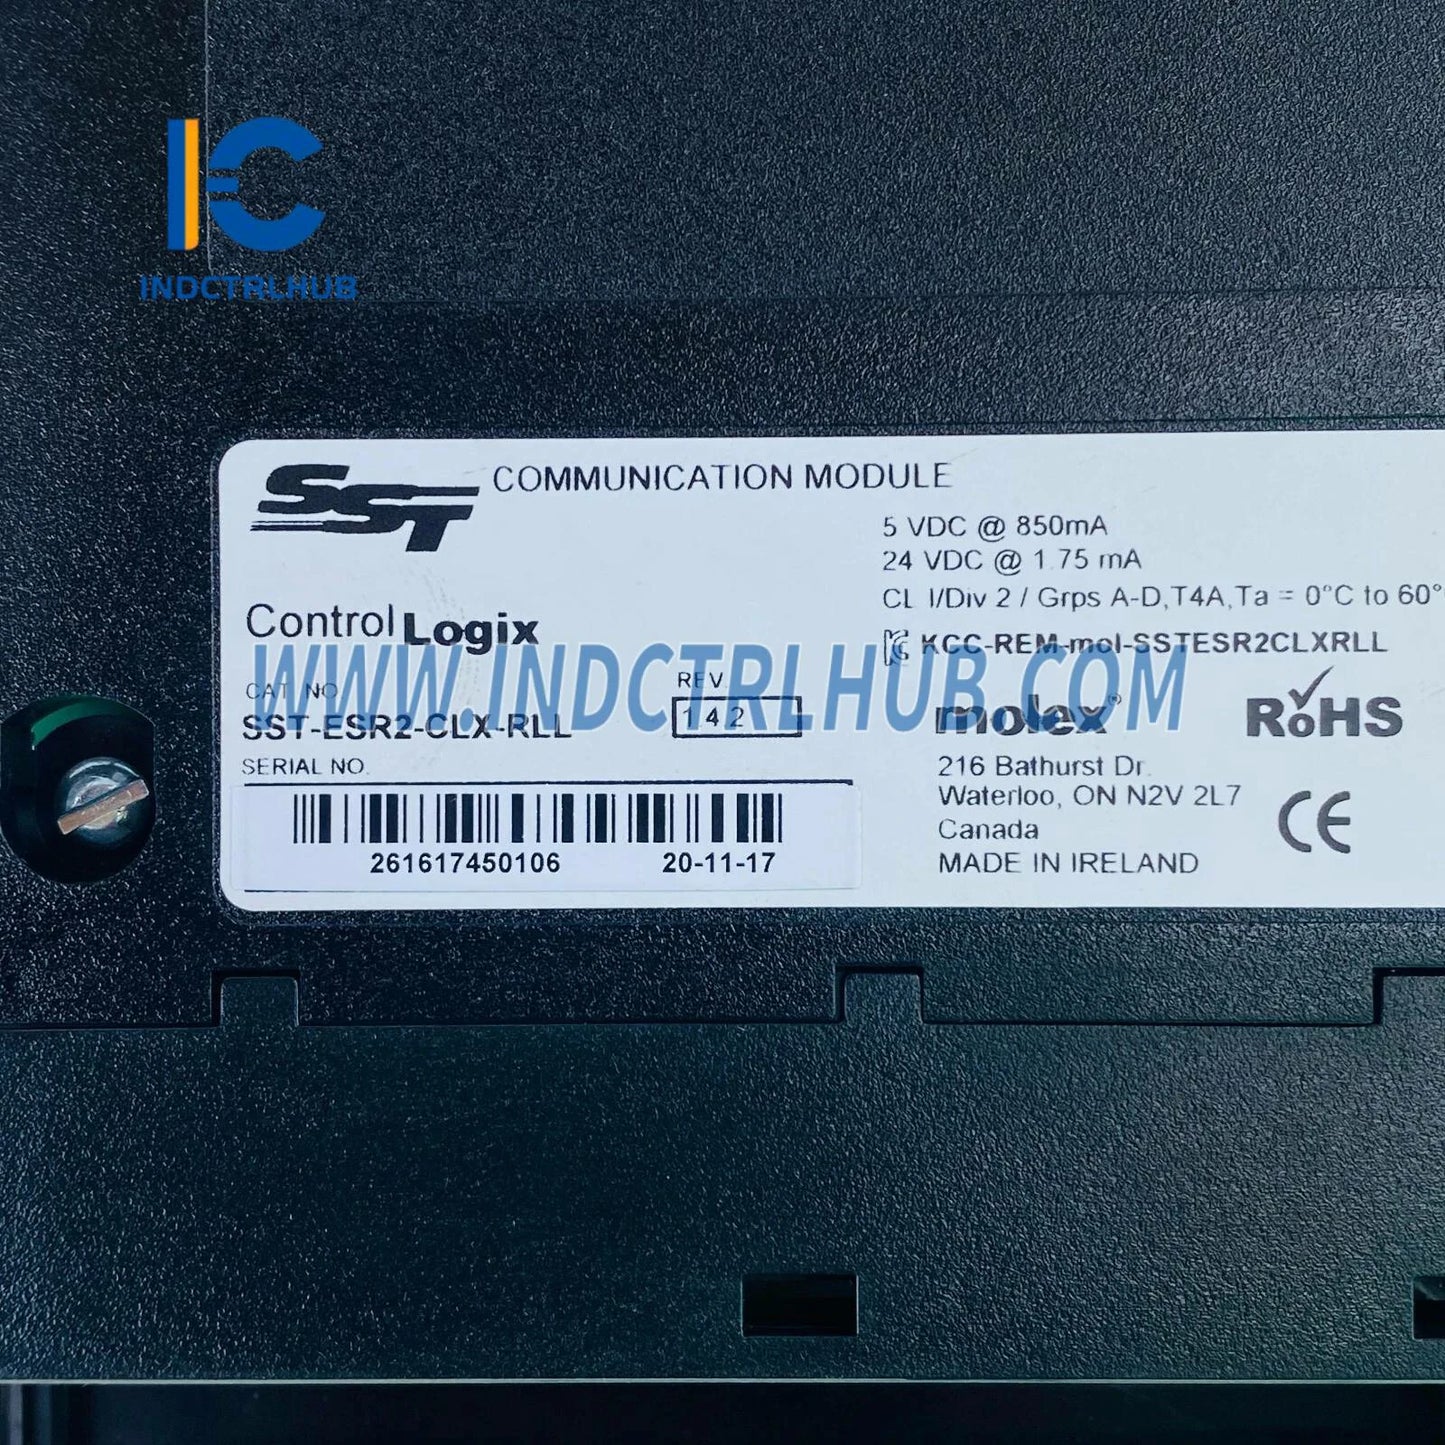 INDCTRLHUB
SST COMMUNICATION MODULE
5 VDC @ 850mA
24 VDC @ 1.75 mA
CL I/Div 2 / Grps A-D,T4A,Ta = 0°C to 60°
ControlLogix
KCC-REM-mol-SSTESR2CLXRLL
WWW.INDCTRLHUB.COM
CAT. NO.
REV.
SST-ESR2-CLX-RLL
142
molex®
RoHS
SERIAL NO.
216 Bathurst Dr.
Waterloo, ON N2V 2L7
Canada
MADE IN IRELAND
CE
261617450106
20-11-17